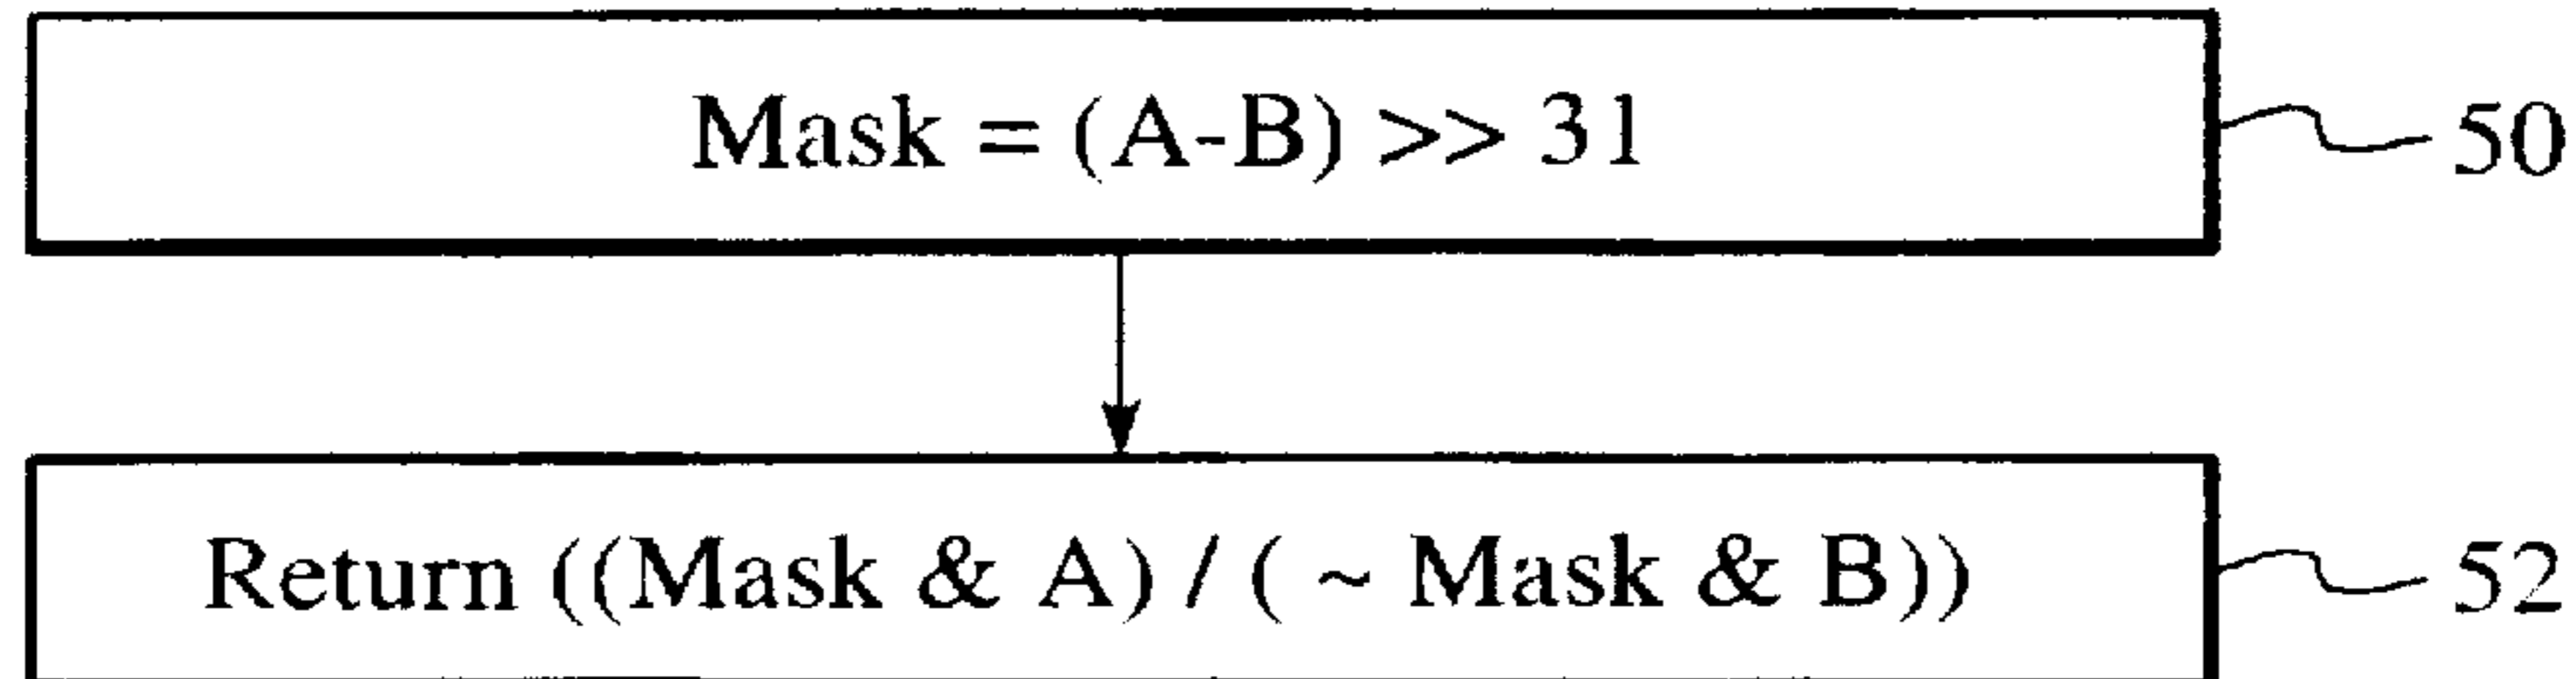 Mask = (A-B) >> 31
50
Return ((Mask & A) / ( ~ Mask & B))
52